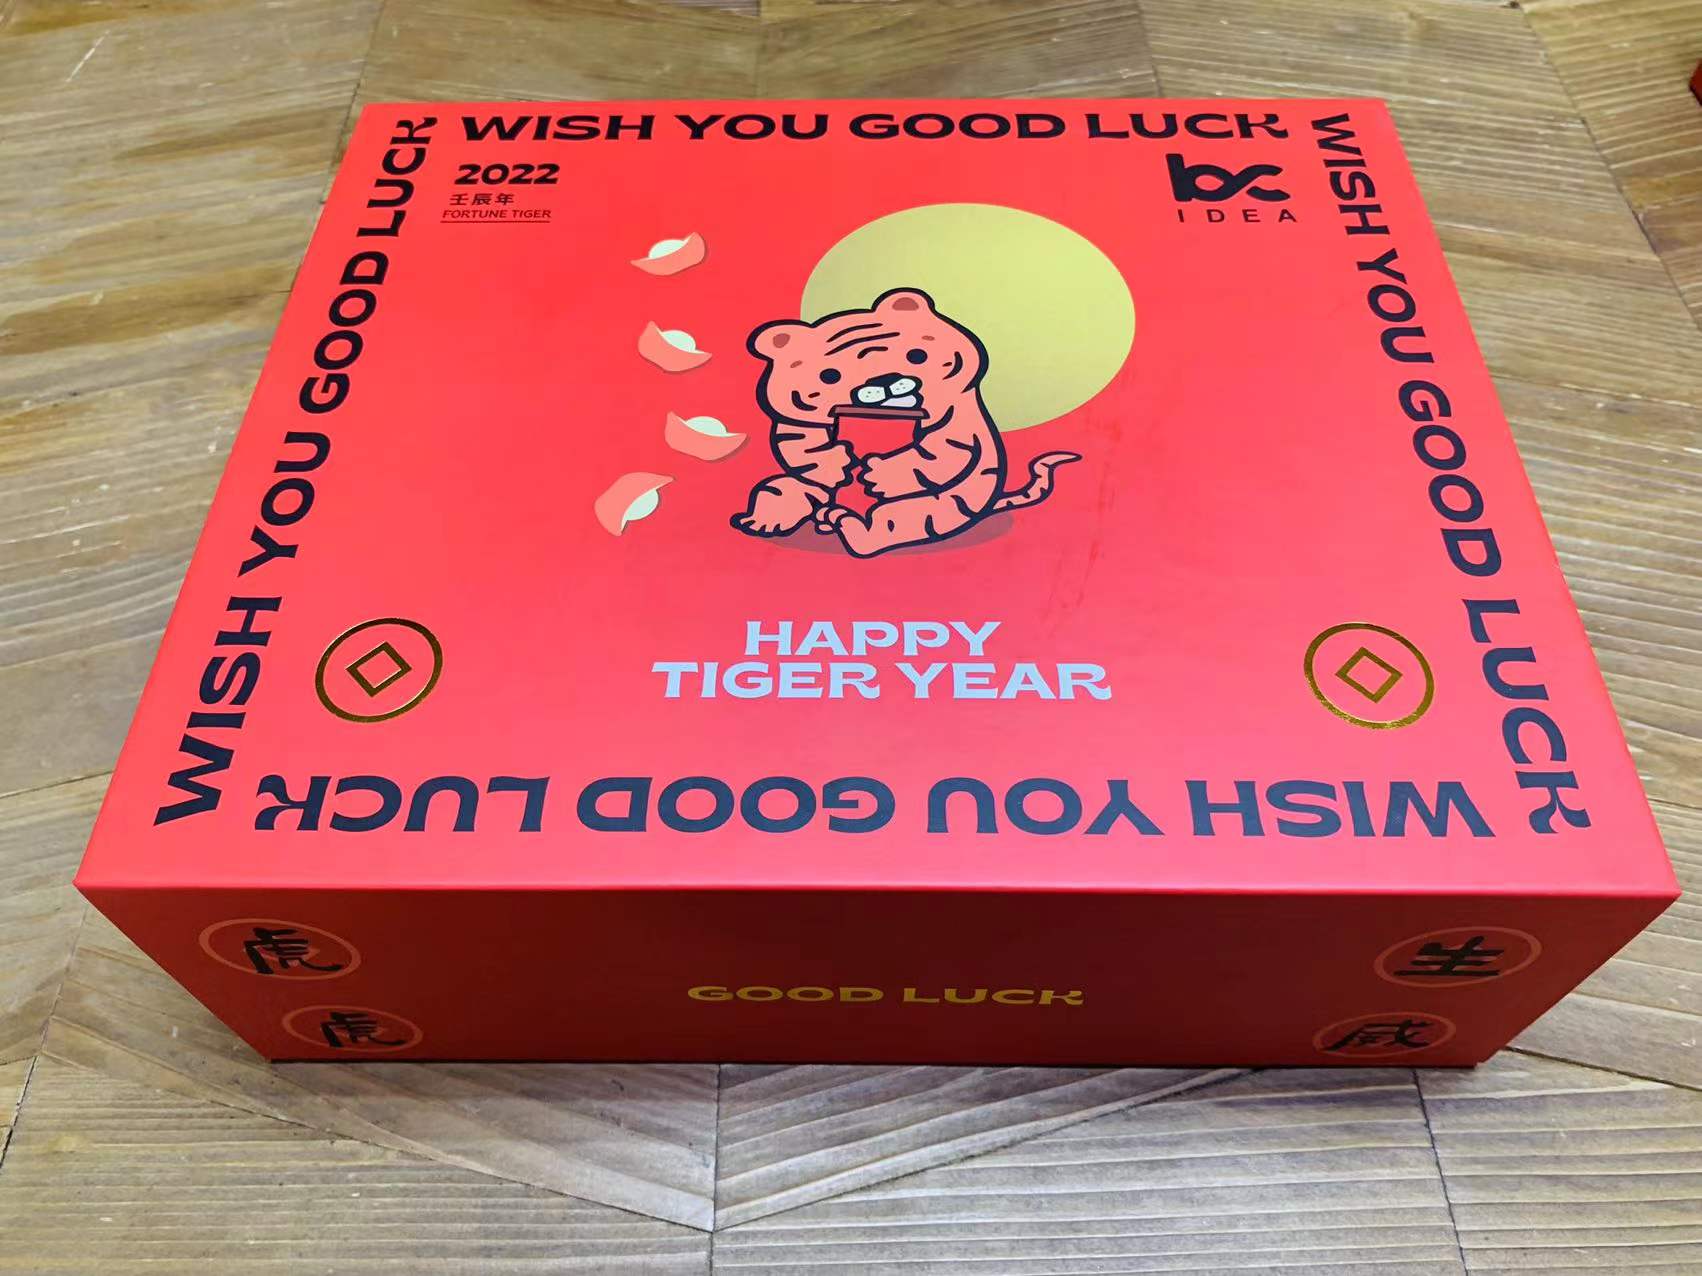 WISH YOU GOOD LUCK
2022
壬辰年
FORTUNE TIGER
bc
IDEA
WISH YOU GOOD LUCK
WISH YOU GOOD LUCK
HAPPY
TIGER YEAR
WISH YOU GOOD LUCK
虎
生
GOOD LUCK
虎
威